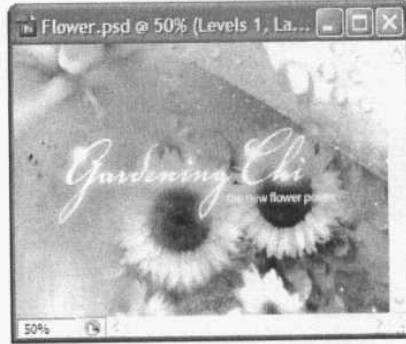 Flower.psd @ 50% (Levels 1, La...
Gardening Chi
the new flower power
50%